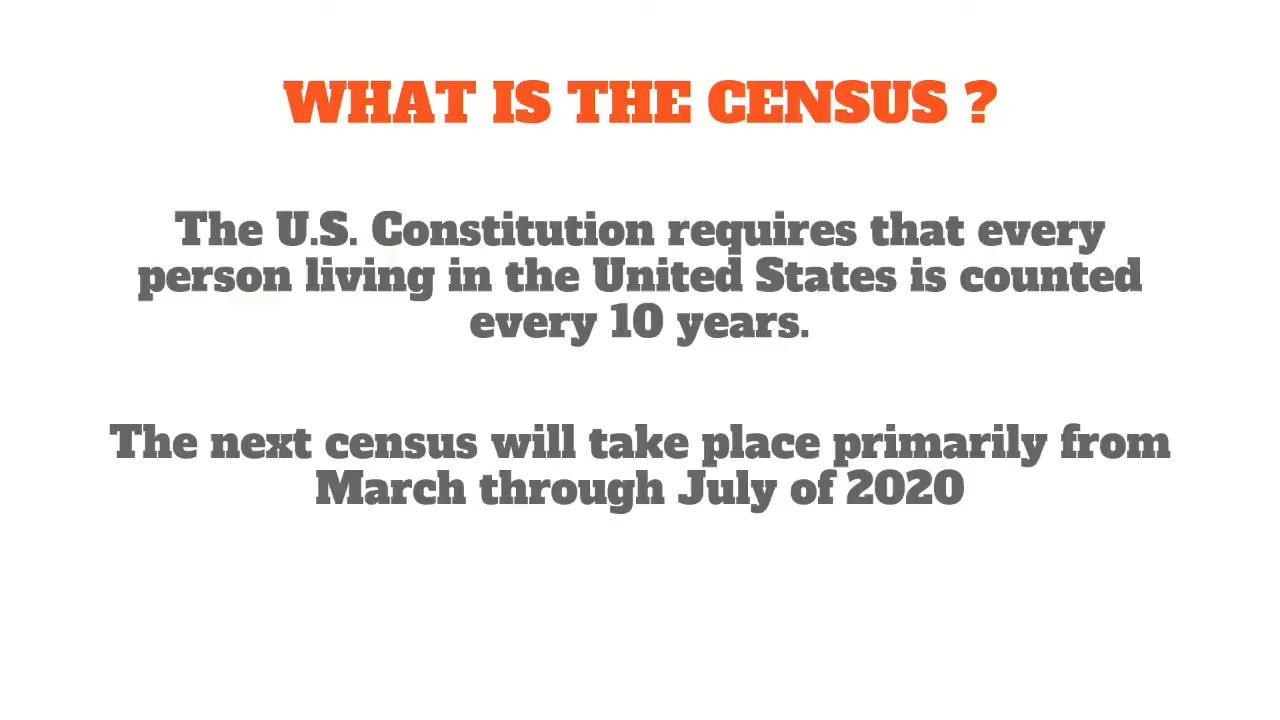 WHAT IS THE CENSUS ?
The U.S. Constitution requires that every
person living in the United States is counted
every 10 years.
The next census will take place primarily from
March through July of 2020